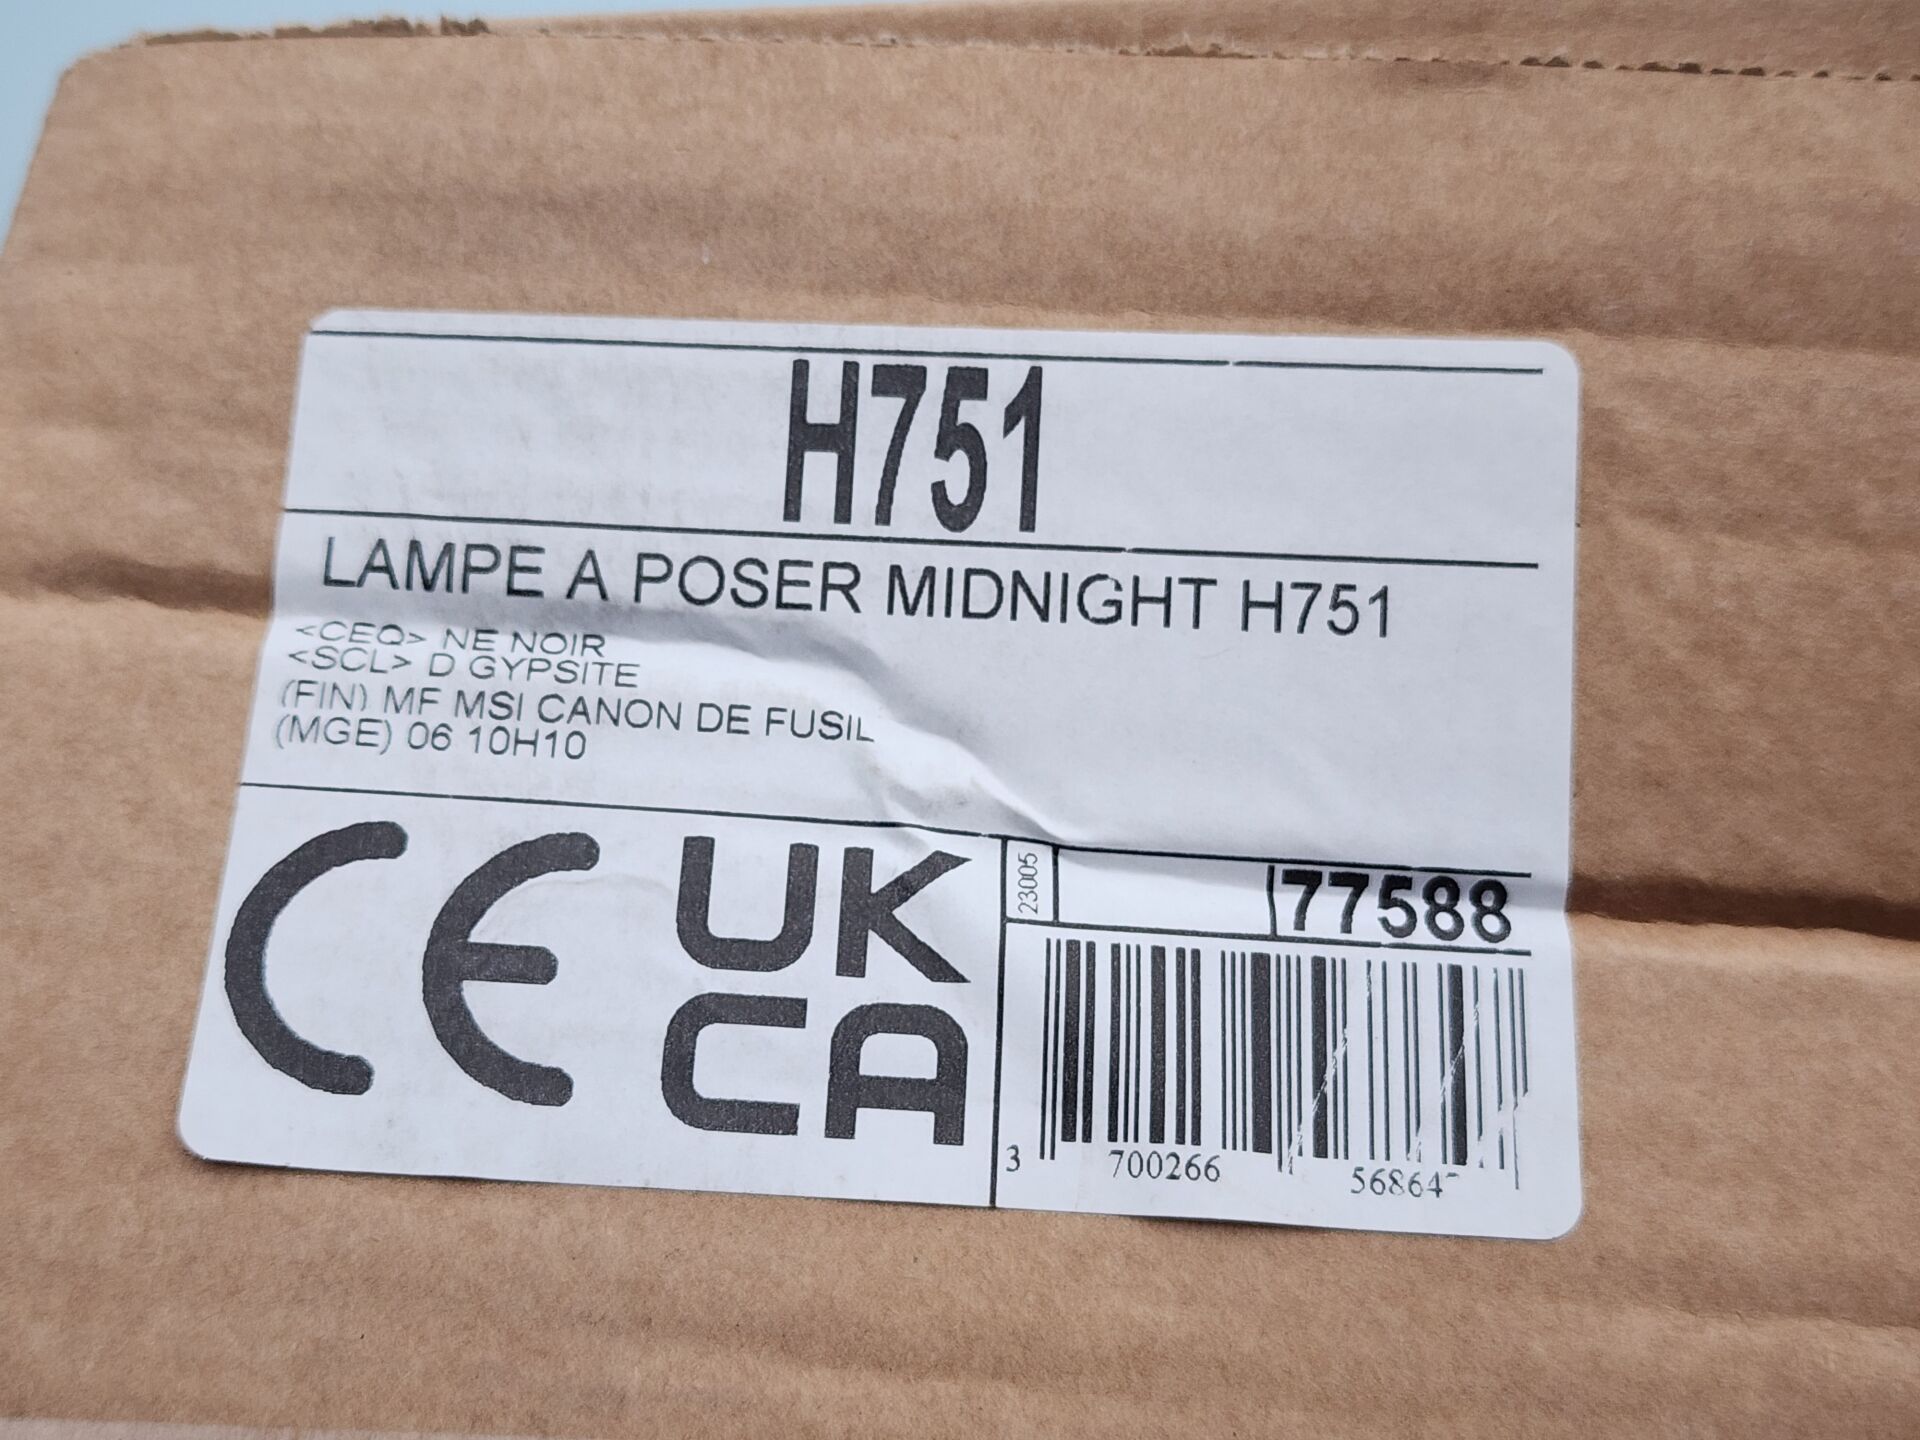 H751
LAMPE A POSER MIDNIGHT H751
<CEQ> NE NOIR
<SCL> D GYPSITE
(FIN) MF MSI CANON DE FUSIL
(MGE) 06 10H10
CE
UK
CA
23005
77588
3 700266 56864